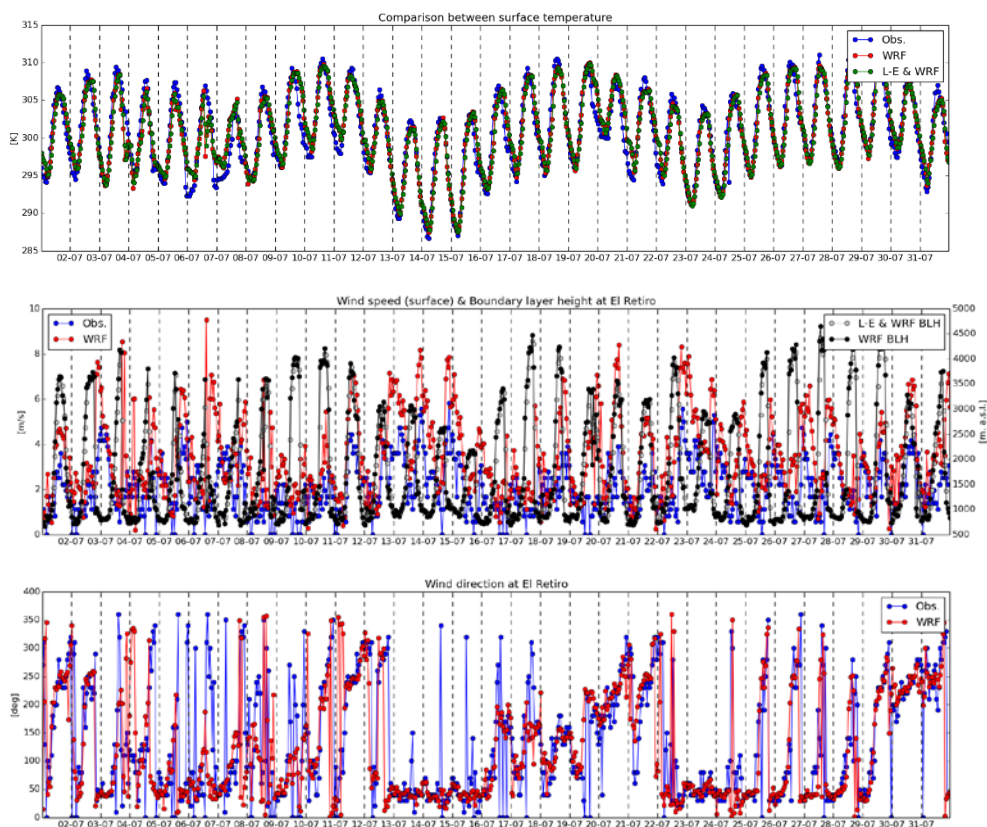 Comparison between surface temperature
315
310
305
300
295
290
285
[K]
Obs.
WRF
L-E & WRF
02-07 03-07 04-07 05-07 06-07 07-07 08-07 09-07 10-07 11-07 12-07 13-07 14-07 15-07 16-07 17-07 18-07 19-07 20-07 21-07 22-07 23-07 24-07 25-07 26-07 27-07 28-07 29-07 30-07 31-07
Wind speed (surface) & Boundary layer height at El Retiro
10
8
6
4
2
0
[m/s]
Obs.
WRF
L-E & WRF BLH
WRF BLH
5000
4500
4000
3500
3000
2500
2000
1500
1000
500
[m. a.s.l.]
02-07 03-07 04-07 05-07 06-07 07-07 08-07 09-07 10-07 11-07 12-07 13-07 14-07 15-07 16-07 17-07 18-07 19-07 20-07 21-07 22-07 23-07 24-07 25-07 26-07 27-07 28-07 29-07 30-07 31-07
Wind direction at El Retiro
400
350
300
250
200
150
100
50
0
[deg]
Obs.
WRF
02-07 03-07 04-07 05-07 06-07 07-07 08-07 09-07 10-07 11-07 12-07 13-07 14-07 15-07 16-07 17-07 18-07 19-07 20-07 21-07 22-07 23-07 24-07 25-07 26-07 27-07 28-07 29-07 30-07 31-07